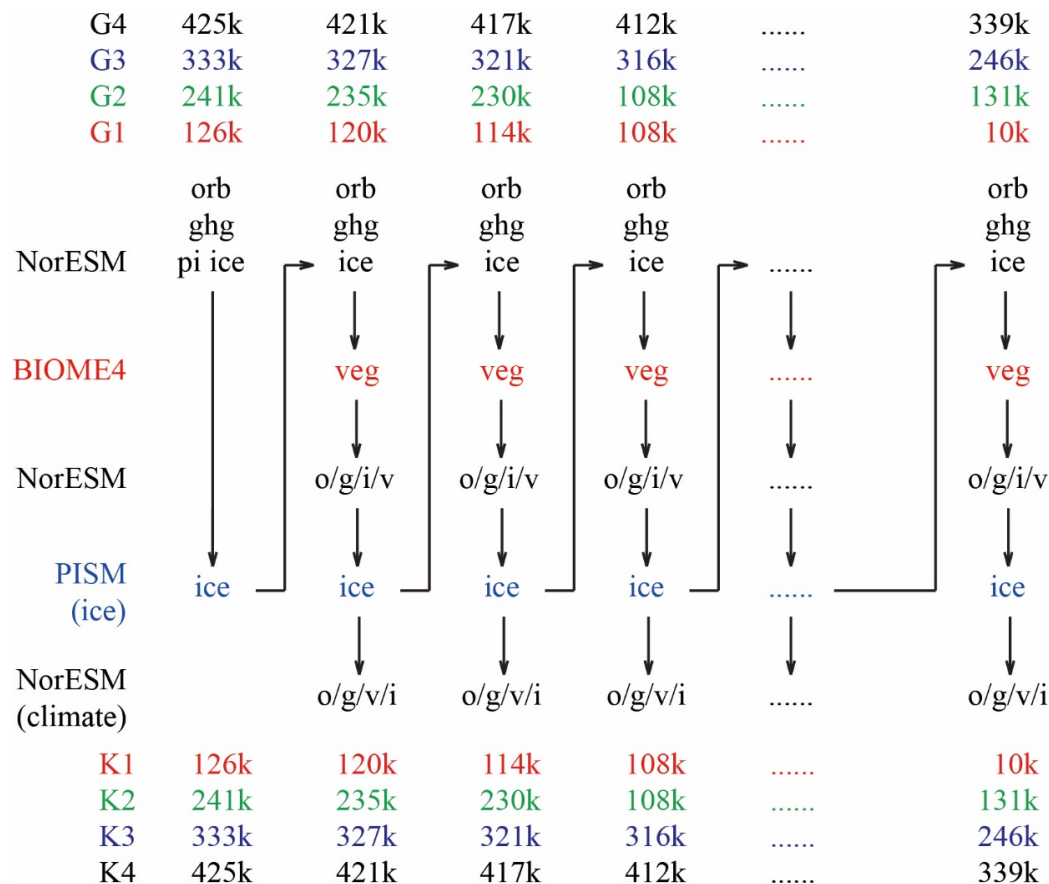 G4 425k 421k 417k 412k ...... 339k
G3 333k 327k 321k 316k ...... 246k
G2 241k 235k 230k 108k ...... 131k
G1 126k 120k 114k 108k ...... 10k
orb orb orb orb orb
ghg ghg ghg ghg ghg
NorESM pi ice ice ice ice ...... ice
BIOME4 veg veg veg ...... veg
NorESM o/g/i/v o/g/i/v o/g/i/v ...... o/g/i/v
PISM
(ice) ice ice ice ice ...... ice
NorESM
(climate) o/g/v/i o/g/v/i o/g/v/i ...... o/g/v/i
K1 126k 120k 114k 108k ...... 10k
K2 241k 235k 230k 108k ...... 131k
K3 333k 327k 321k 316k ...... 246k
K4 425k 421k 417k 412k ...... 339k